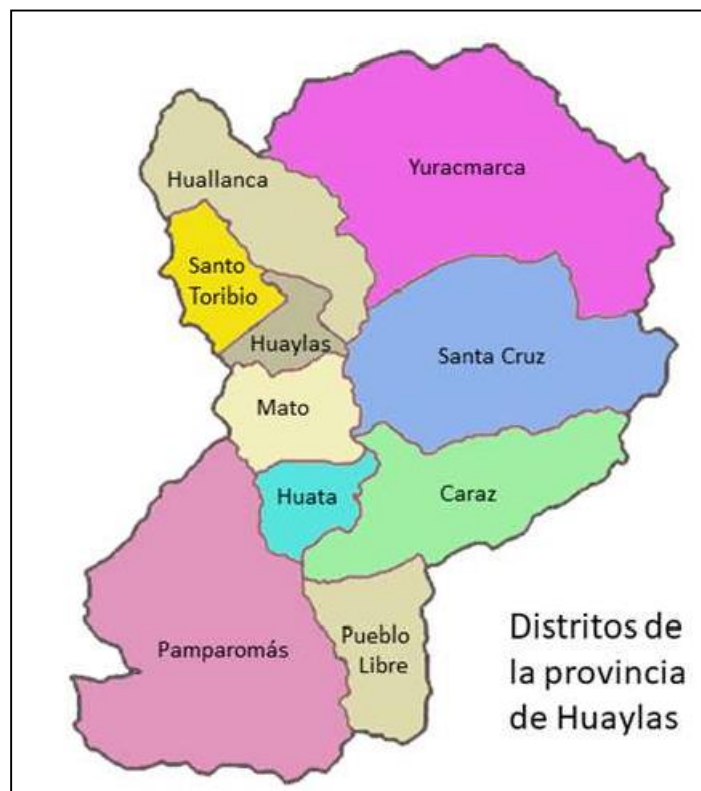 Yuracmarca
Huallanca
Santo
Toribio
Huaylas
Santa Cruz
Mato
Huata
Caraz
Pamparomás
Pueblo
Libre
Distritos de
la provincia
de Huaylas